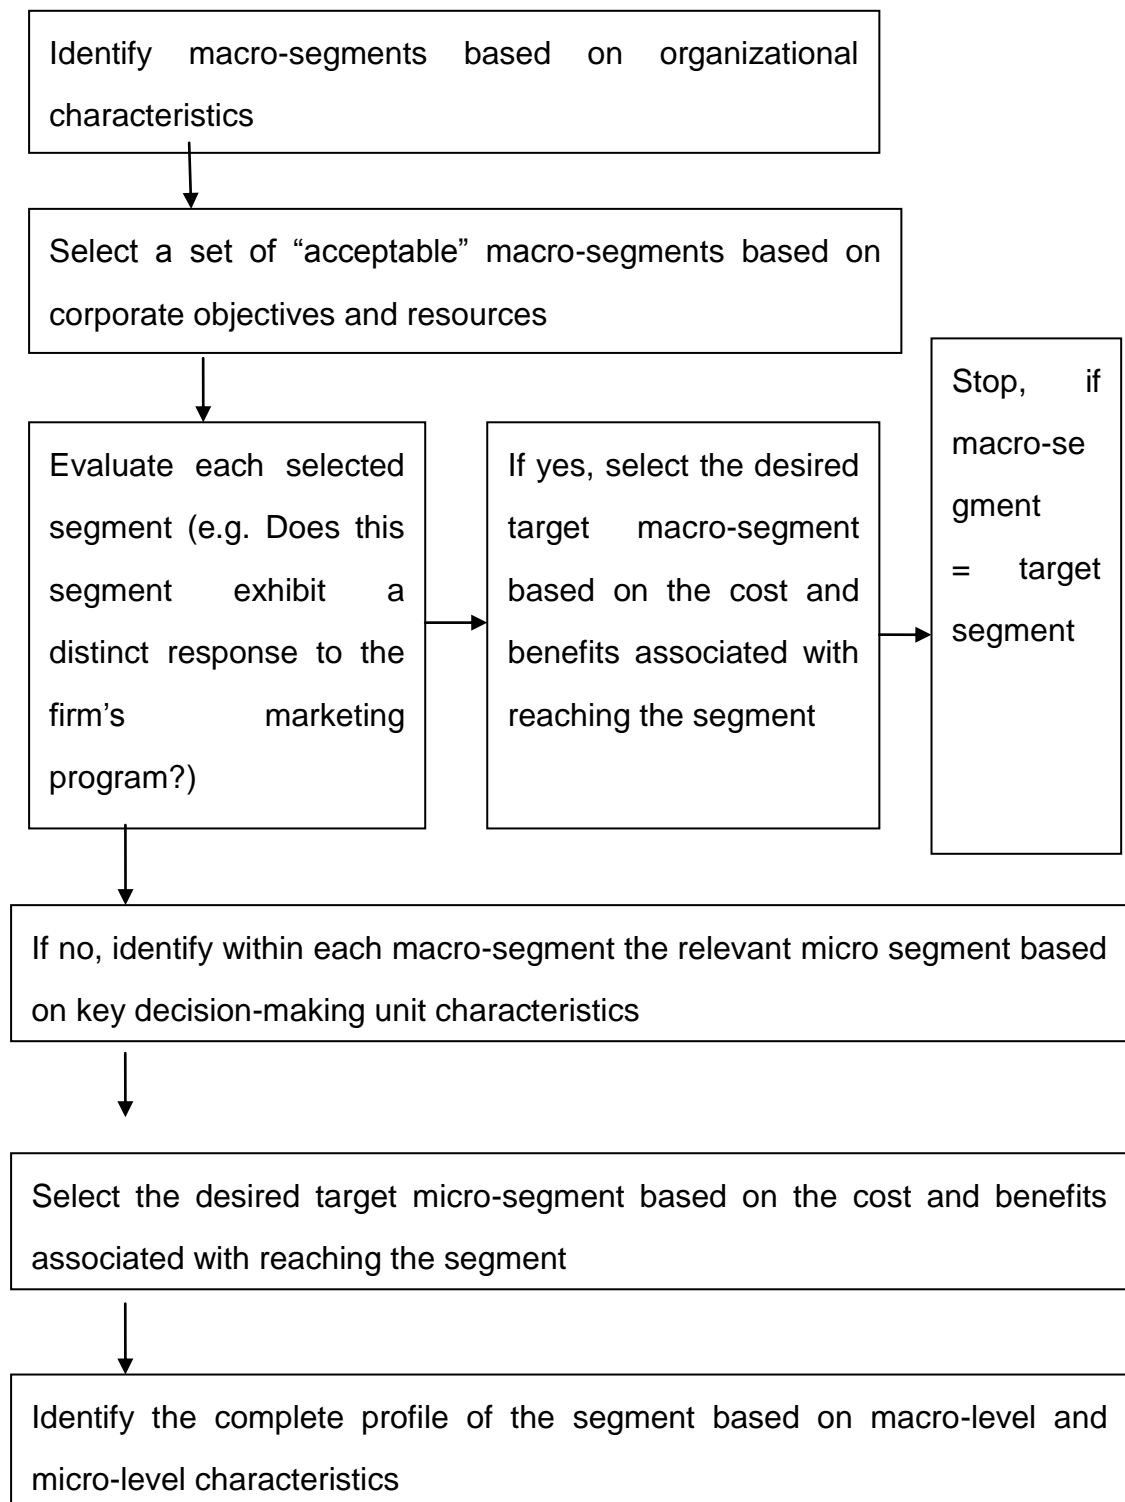 Identify macro-segments based on organizational
characteristics
Select a set of “acceptable” macro-segments based on
corporate objectives and resources
Evaluate each selected
segment (e.g. Does this
segment exhibit a
distinct response to the
firm’s marketing
program?)
If yes, select the desired
target macro-segment
based on the cost and
benefits associated with
reaching the segment
Stop, if
macro-se
gment
= target
segment
If no, identify within each macro-segment the relevant micro segment based
on key decision-making unit characteristics
Select the desired target micro-segment based on the cost and benefits
associated with reaching the segment
Identify the complete profile of the segment based on macro-level and
micro-level characteristics